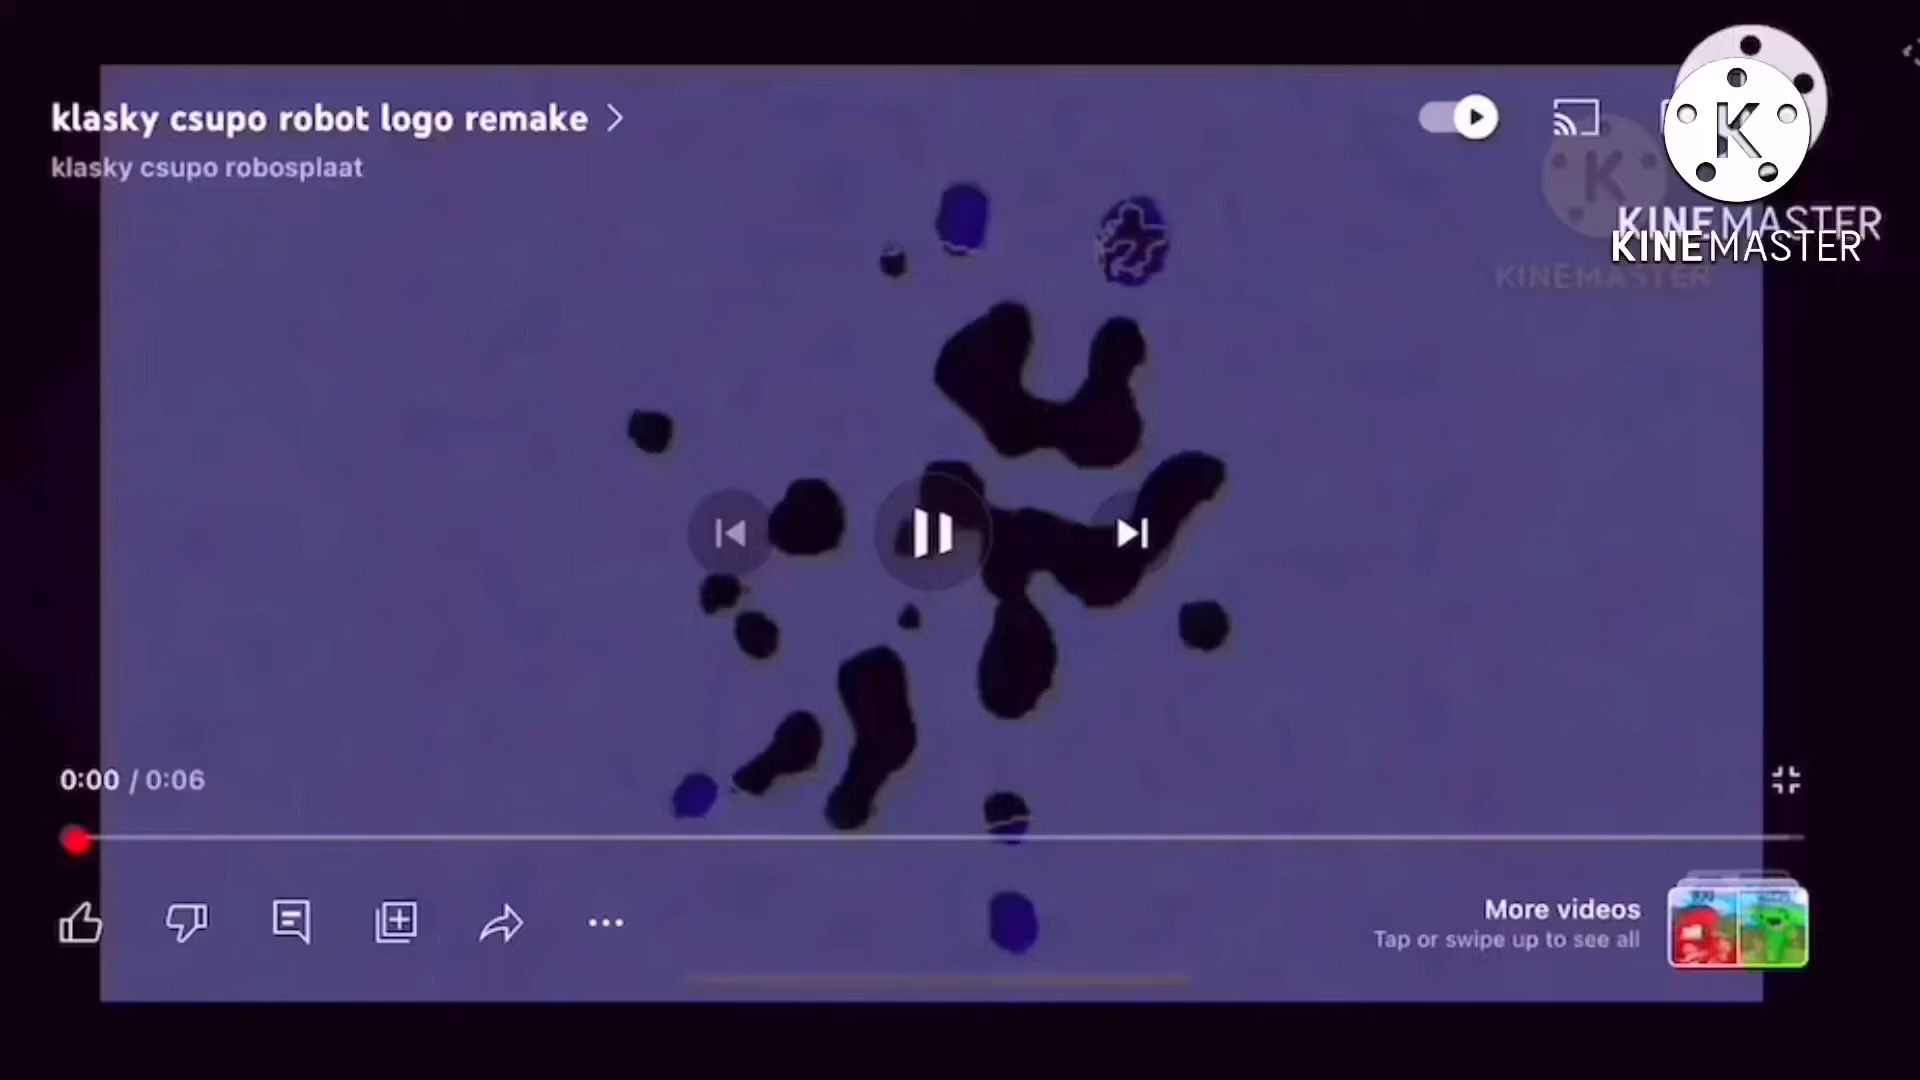 klasky csupo robot logo remake
klasky csupo robosplaat
K
K
KINEMASTER
KINEMASTER
KINEMASTER
0:00 / 0:06
More videos
Tap or swipe up to see all